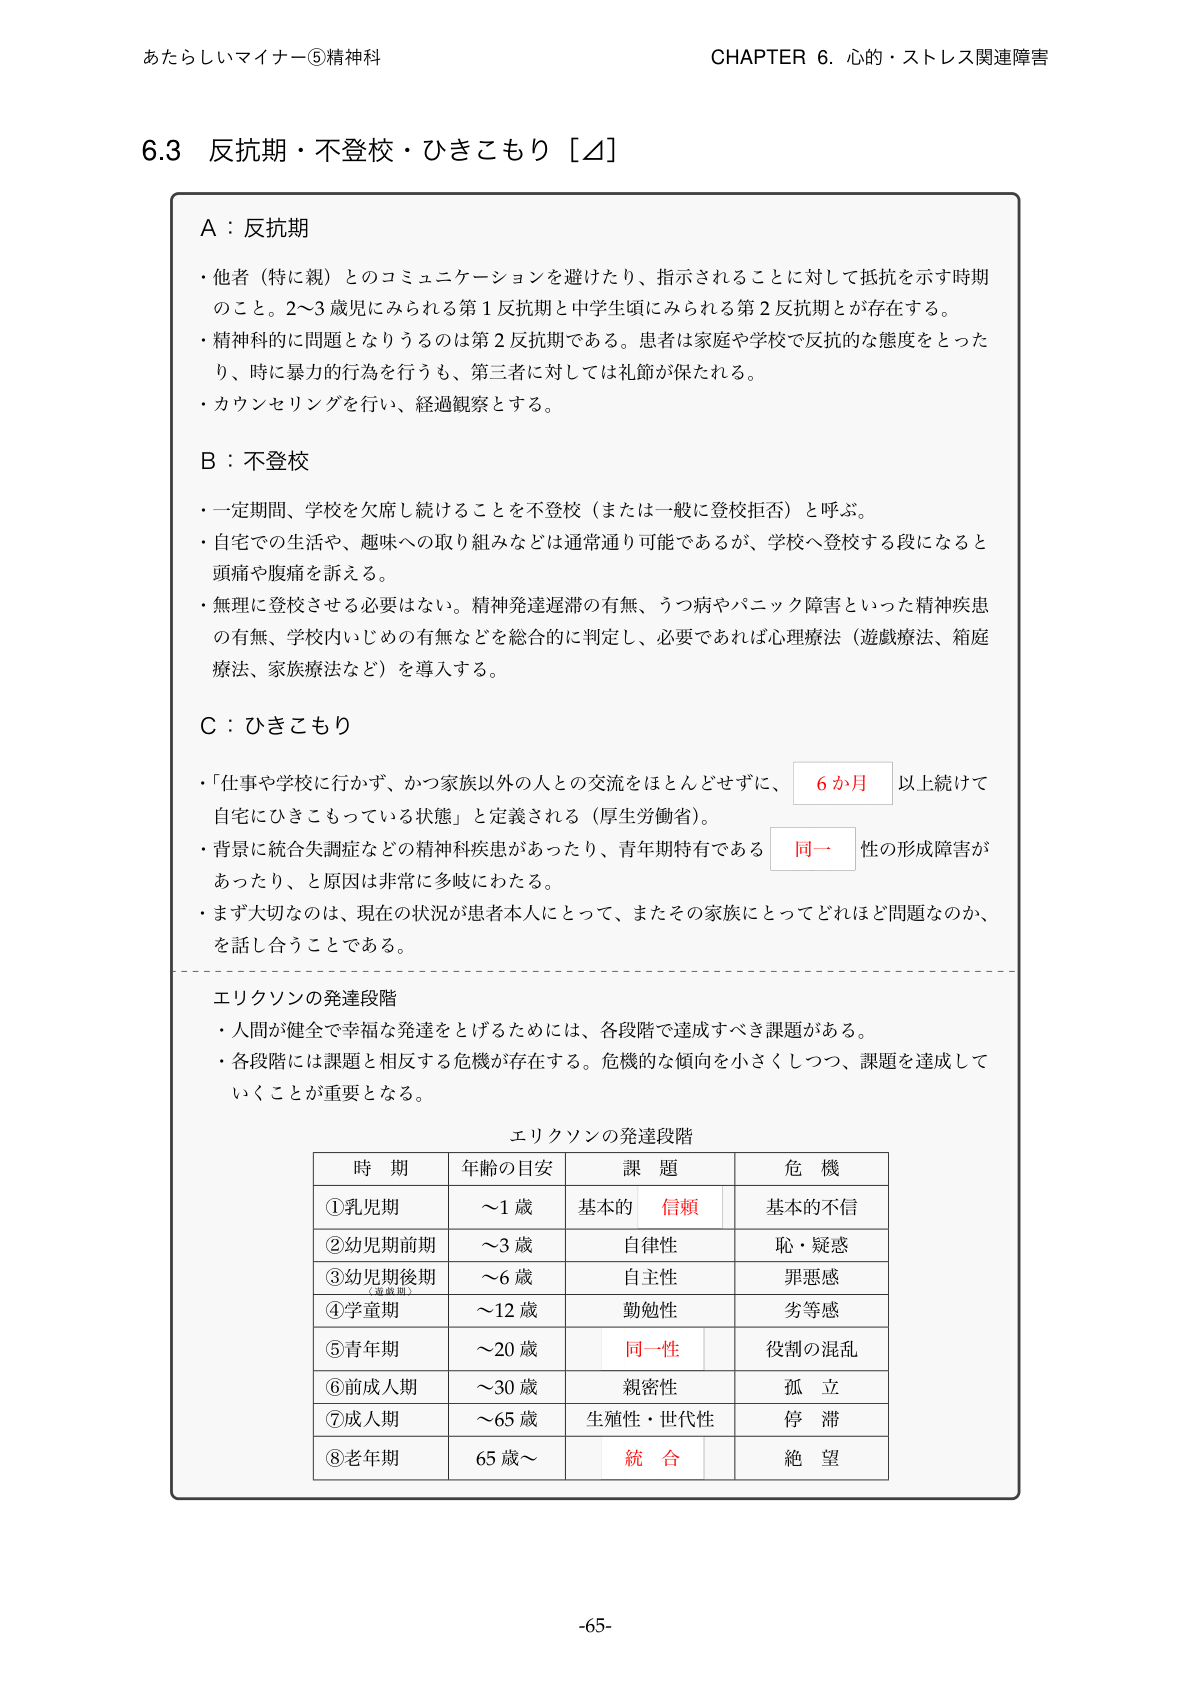 あたらしいマイナー⑤精神科 CHAPTER 6. 心的・ストレス関連障害
6.3 反抗期・不登校・ひきこもり［⊿］
A：反抗期
・他者（特に親）とのコミュニケーションを避けたり、指示されることに対して抵抗を示す時期
のこと。2〜3 歳児にみられる第 1 反抗期と中学生頃にみられる第 2 反抗期とが存在する。
・精神科的に問題となりうるのは第 2 反抗期である。患者は家庭や学校で反抗的な態度をとった
り、時に暴力的行為を行うも、第三者に対しては礼節が保たれる。
・カウンセリングを行い、経過観察とする。
B：不登校
・一定期間、学校を欠席し続けることを不登校（または一般に登校拒否）と呼ぶ。
・自宅での生活や、趣味への取り組みなどは通常通り可能であるが、学校へ登校する段になると
頭痛や腹痛を訴える。
・無理に登校させる必要はない。精神発達遅滞の有無、うつ病やパニック障害といった精神疾患
の有無、学校内いじめの有無などを総合的に判定し、必要であれば心理療法（遊戯療法、箱庭
療法、家族療法など）を導入する。
C：ひきこもり
・「仕事や学校に行かず、かつ家族以外の人との交流をほとんどせずに、 6 か月 以上続けて
自宅にひきこもっている状態」と定義される（厚生労働省）。
・背景に統合失調症などの精神科疾患があったり、青年期特有である 同一 性の形成障害が
あったり、と原因は非常に多岐にわたる。
・まず大切なのは、現在の状況が患者本人にとって、またその家族にとってどれほど問題なのか、
を話し合うことである。
エリクソンの発達段階
・人間が健全で幸福な発達をとげるためには、各段階で達成すべき課題がある。
・各段階には課題と相反する危機が存在する。危機的な傾向を小さくしつつ、課題を達成して
いくことが重要となる。
エリクソンの発達段階
時　期 年齢の目安 課　題 危　機
①乳児期 〜1 歳 基本的 信頼 基本的不信
②幼児期前期 〜3 歳 自律性 恥・疑惑
③幼児期後期 〜6 歳 自主性 罪悪感
（遊戯期）
④学童期 〜12 歳 勤勉性 劣等感
⑤青年期 〜20 歳 同一性 役割の混乱
⑥前成人期 〜30 歳 親密性 孤　立
⑦成人期 〜65 歳 生殖性・世代性 停　滞
⑧老年期 65 歳〜 統　合 絶　望
-65-